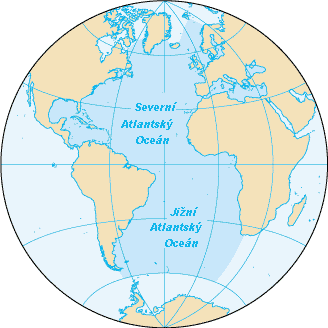 Severní
Atlantský
Oceán
Jižní
Atlantský
Oceán